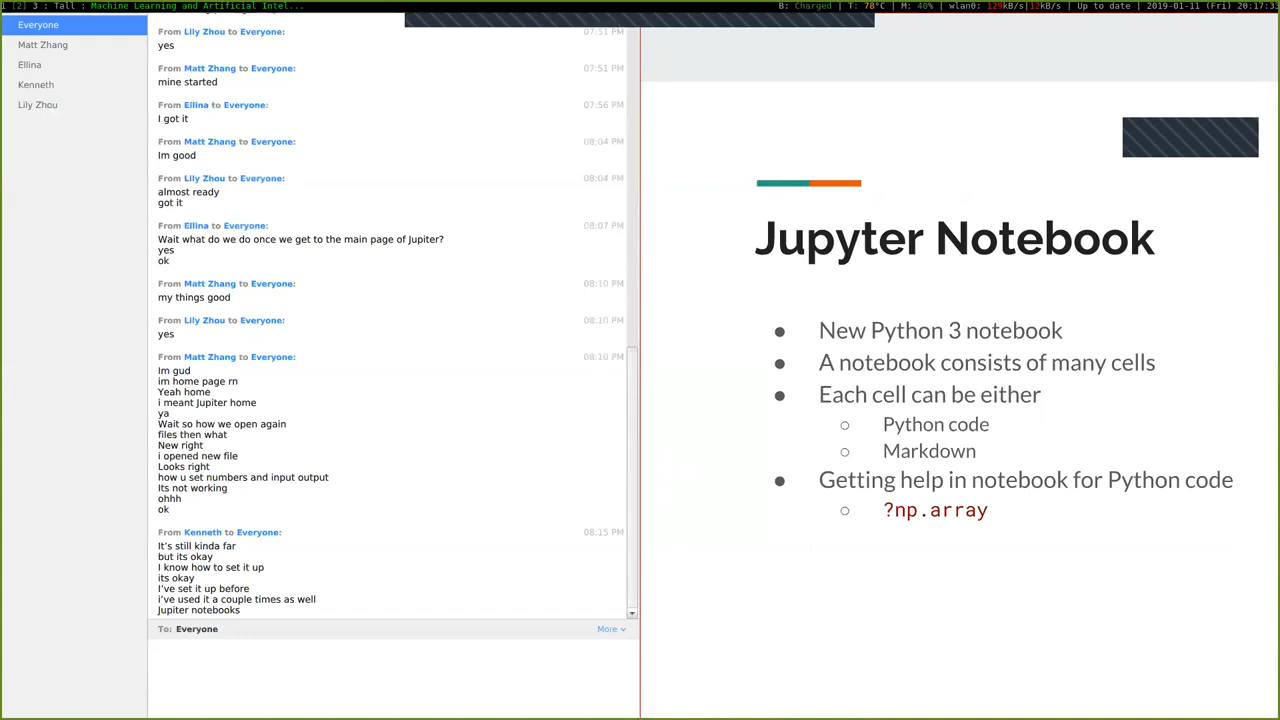 1 [2] 3 : Tall : Machine Learning and Artificial Intel...
B: Charged | T: 78°C | M: 40% | wlan0: 129kB/s|12kB/s | Up to date | 2019-01-11 (Fri) 20:17:33
Everyone
Matt Zhang
Ellina
Kenneth
Lily Zhou
From Lily Zhou to Everyone: 07:51 PM
yes
From Matt Zhang to Everyone: 07:51 PM
mine started
From Ellina to Everyone: 07:56 PM
I got it
From Matt Zhang to Everyone: 08:04 PM
Im good
From Lily Zhou to Everyone: 08:04 PM
almost ready
got it
From Ellina to Everyone: 08:07 PM
Wait what do we do once we get to the main page of Jupiter?
yes
ok
From Matt Zhang to Everyone: 08:10 PM
my things good
From Lily Zhou to Everyone: 08:10 PM
yes
From Matt Zhang to Everyone: 08:10 PM
Im gud
im home page rn
Yeah home
i meant Jupiter home
ya
Wait so how we open again
files then what
New right
i opened new file
Looks right
how u set numbers and input output
Its not working
ohhh
ok
From Kenneth to Everyone: 08:15 PM
It's still kinda far
but its okay
I know how to set it up
its okay
I've set it up before
i've used it a couple times as well
Jupiter notebooks
To: Everyone More
Jupyter Notebook
● New Python 3 notebook
● A notebook consists of many cells
● Each cell can be either
○ Python code
○ Markdown
● Getting help in notebook for Python code
○ ?np.array